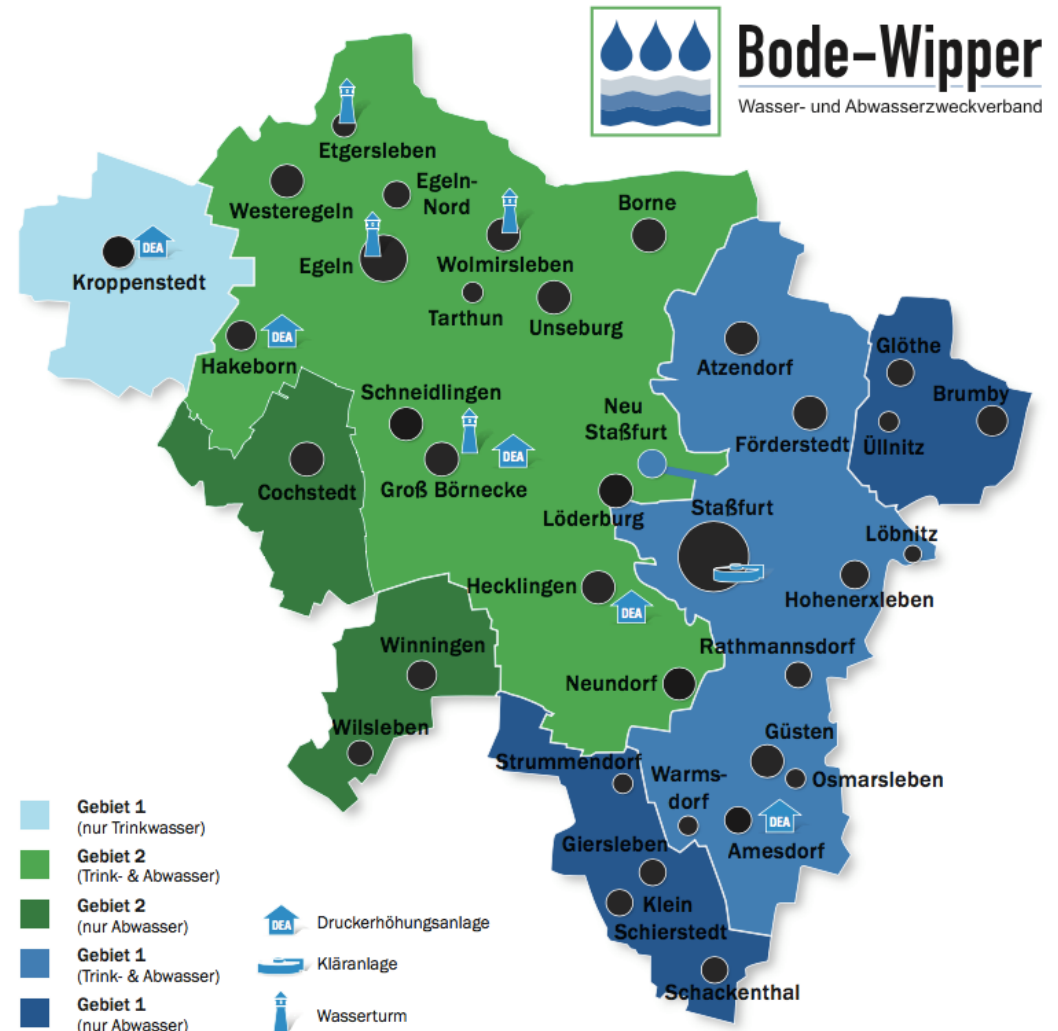 Bode-Wipper
Wasser- und Abwasserzweckverband
Etgersleben
Westeregeln
Egeln-
Nord
Borne
Egeln
Wolmirsleben
Kroppenstedt
DEA
Tarthun
Unseburg
Hakeborn
DEA
Atzendorf
Glöthe
Brumby
Schneidlingen
Neu
Staßfurt
Förderstedt
Üllnitz
Cochstedt
Groß Börnecke
DEA
Löderburg
Staßfurt
Löbnitz
Hecklingen
DEA
Hohenerxleben
Winningen
Rathmannsdorf
Neundorf
Wilsleben
Güsten
Strummendorf
Warms-
dorf
Osmarsleben
DEA
Amesdorf
Giersleben
Klein
Schierstedt
Schackenthal
Gebiet 1
(nur Trinkwasser)
Gebiet 2
(Trink- & Abwasser)
Gebiet 2
(nur Abwasser)
Gebiet 1
(Trink- & Abwasser)
Gebiet 1
(nur Abwasser)
DEA
Druckerhöhungsanlage
Kläranlage
Wasserturm